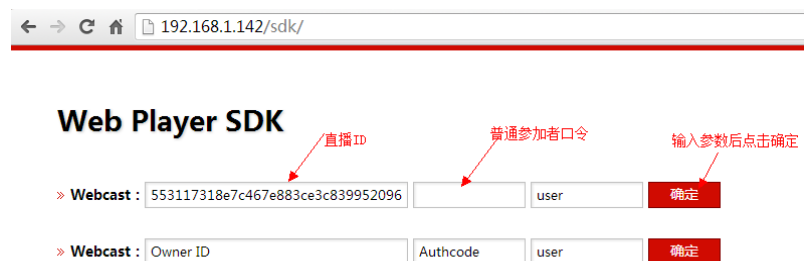 192.168.1.142/sdk/
Web Player SDK
直播ID
普通参加者口令
输入参数后点击确定
» Webcast : 553117318e7c467e883ce3c839952096 user 确定
» Webcast : Owner ID Authcode user 确定